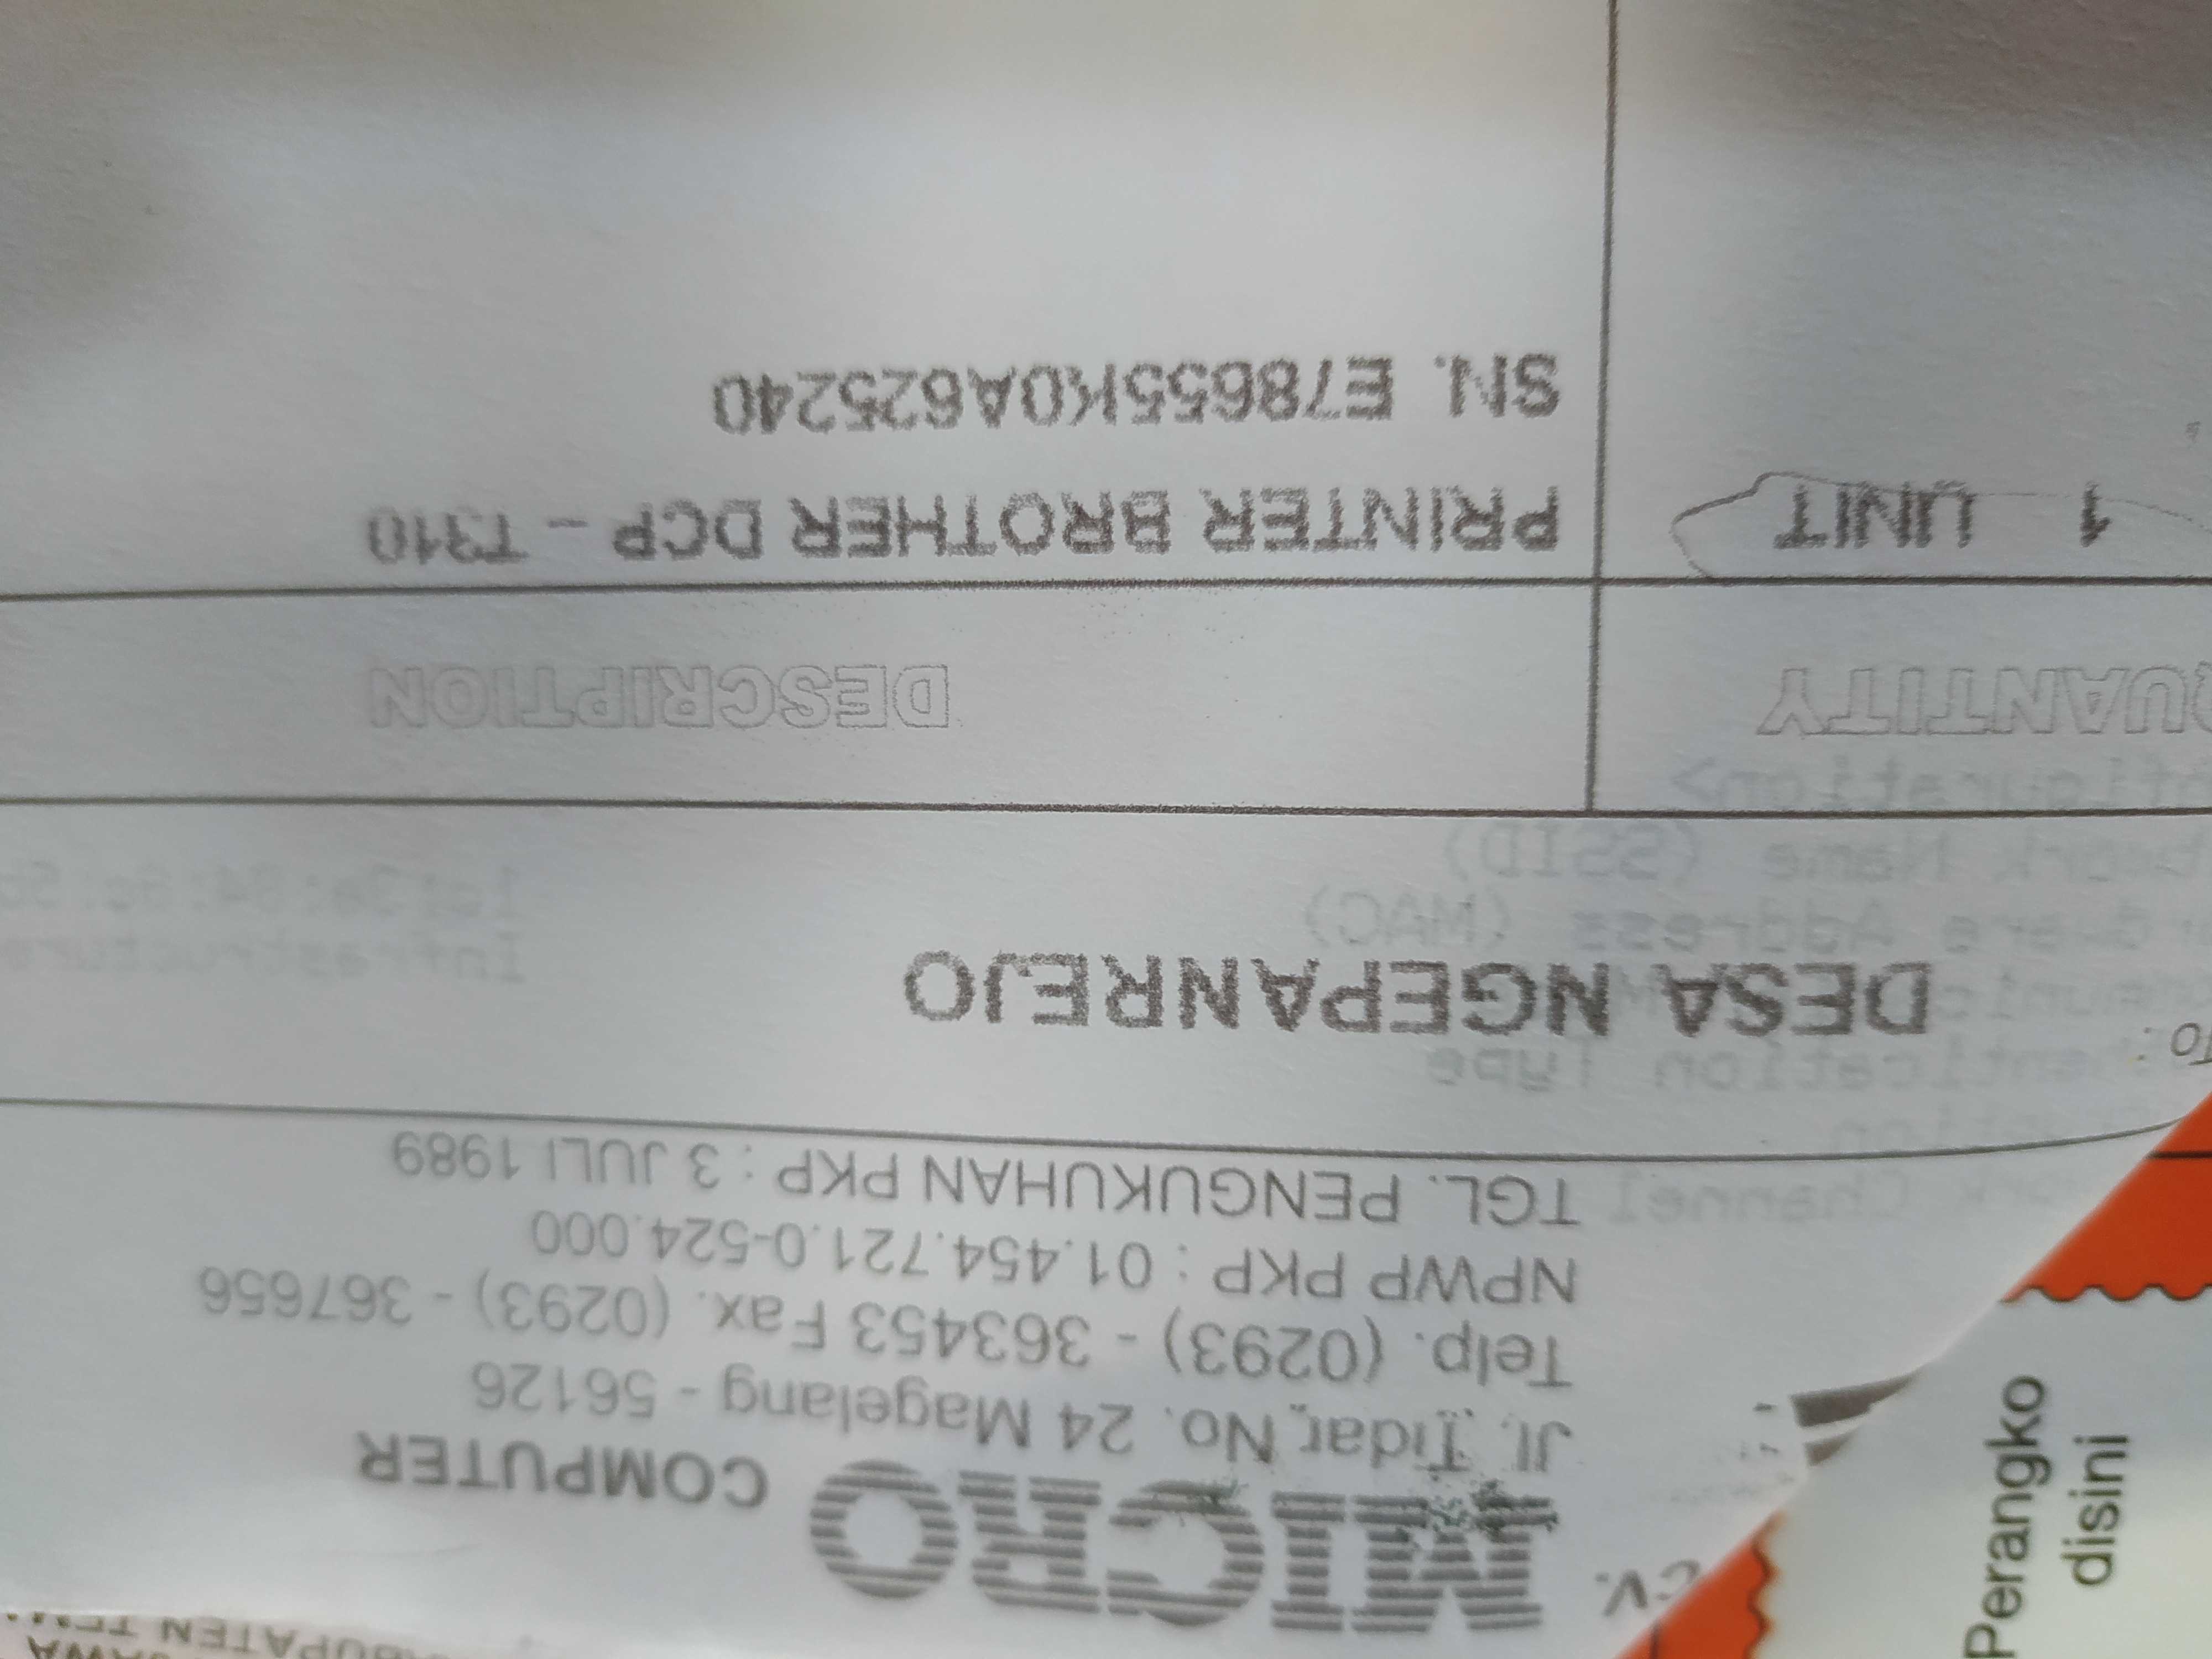 CV. MICRO COMPUTER
Jl. Tidar No. 24 Magelang - 56126
Telp. (0293) - 363453 Fax. (0293) - 367656
NPWP PKP : 01.454.721.0-524.000
TGL. PENGUKUHAN PKP : 3 JULI 1989
To :
DESA NGEPANREJO
QUANTITY DESCRIPTION
1 UNIT PRINTER BROTHER DCP - T310
SN. E78655K0A625240
Perangko
disini